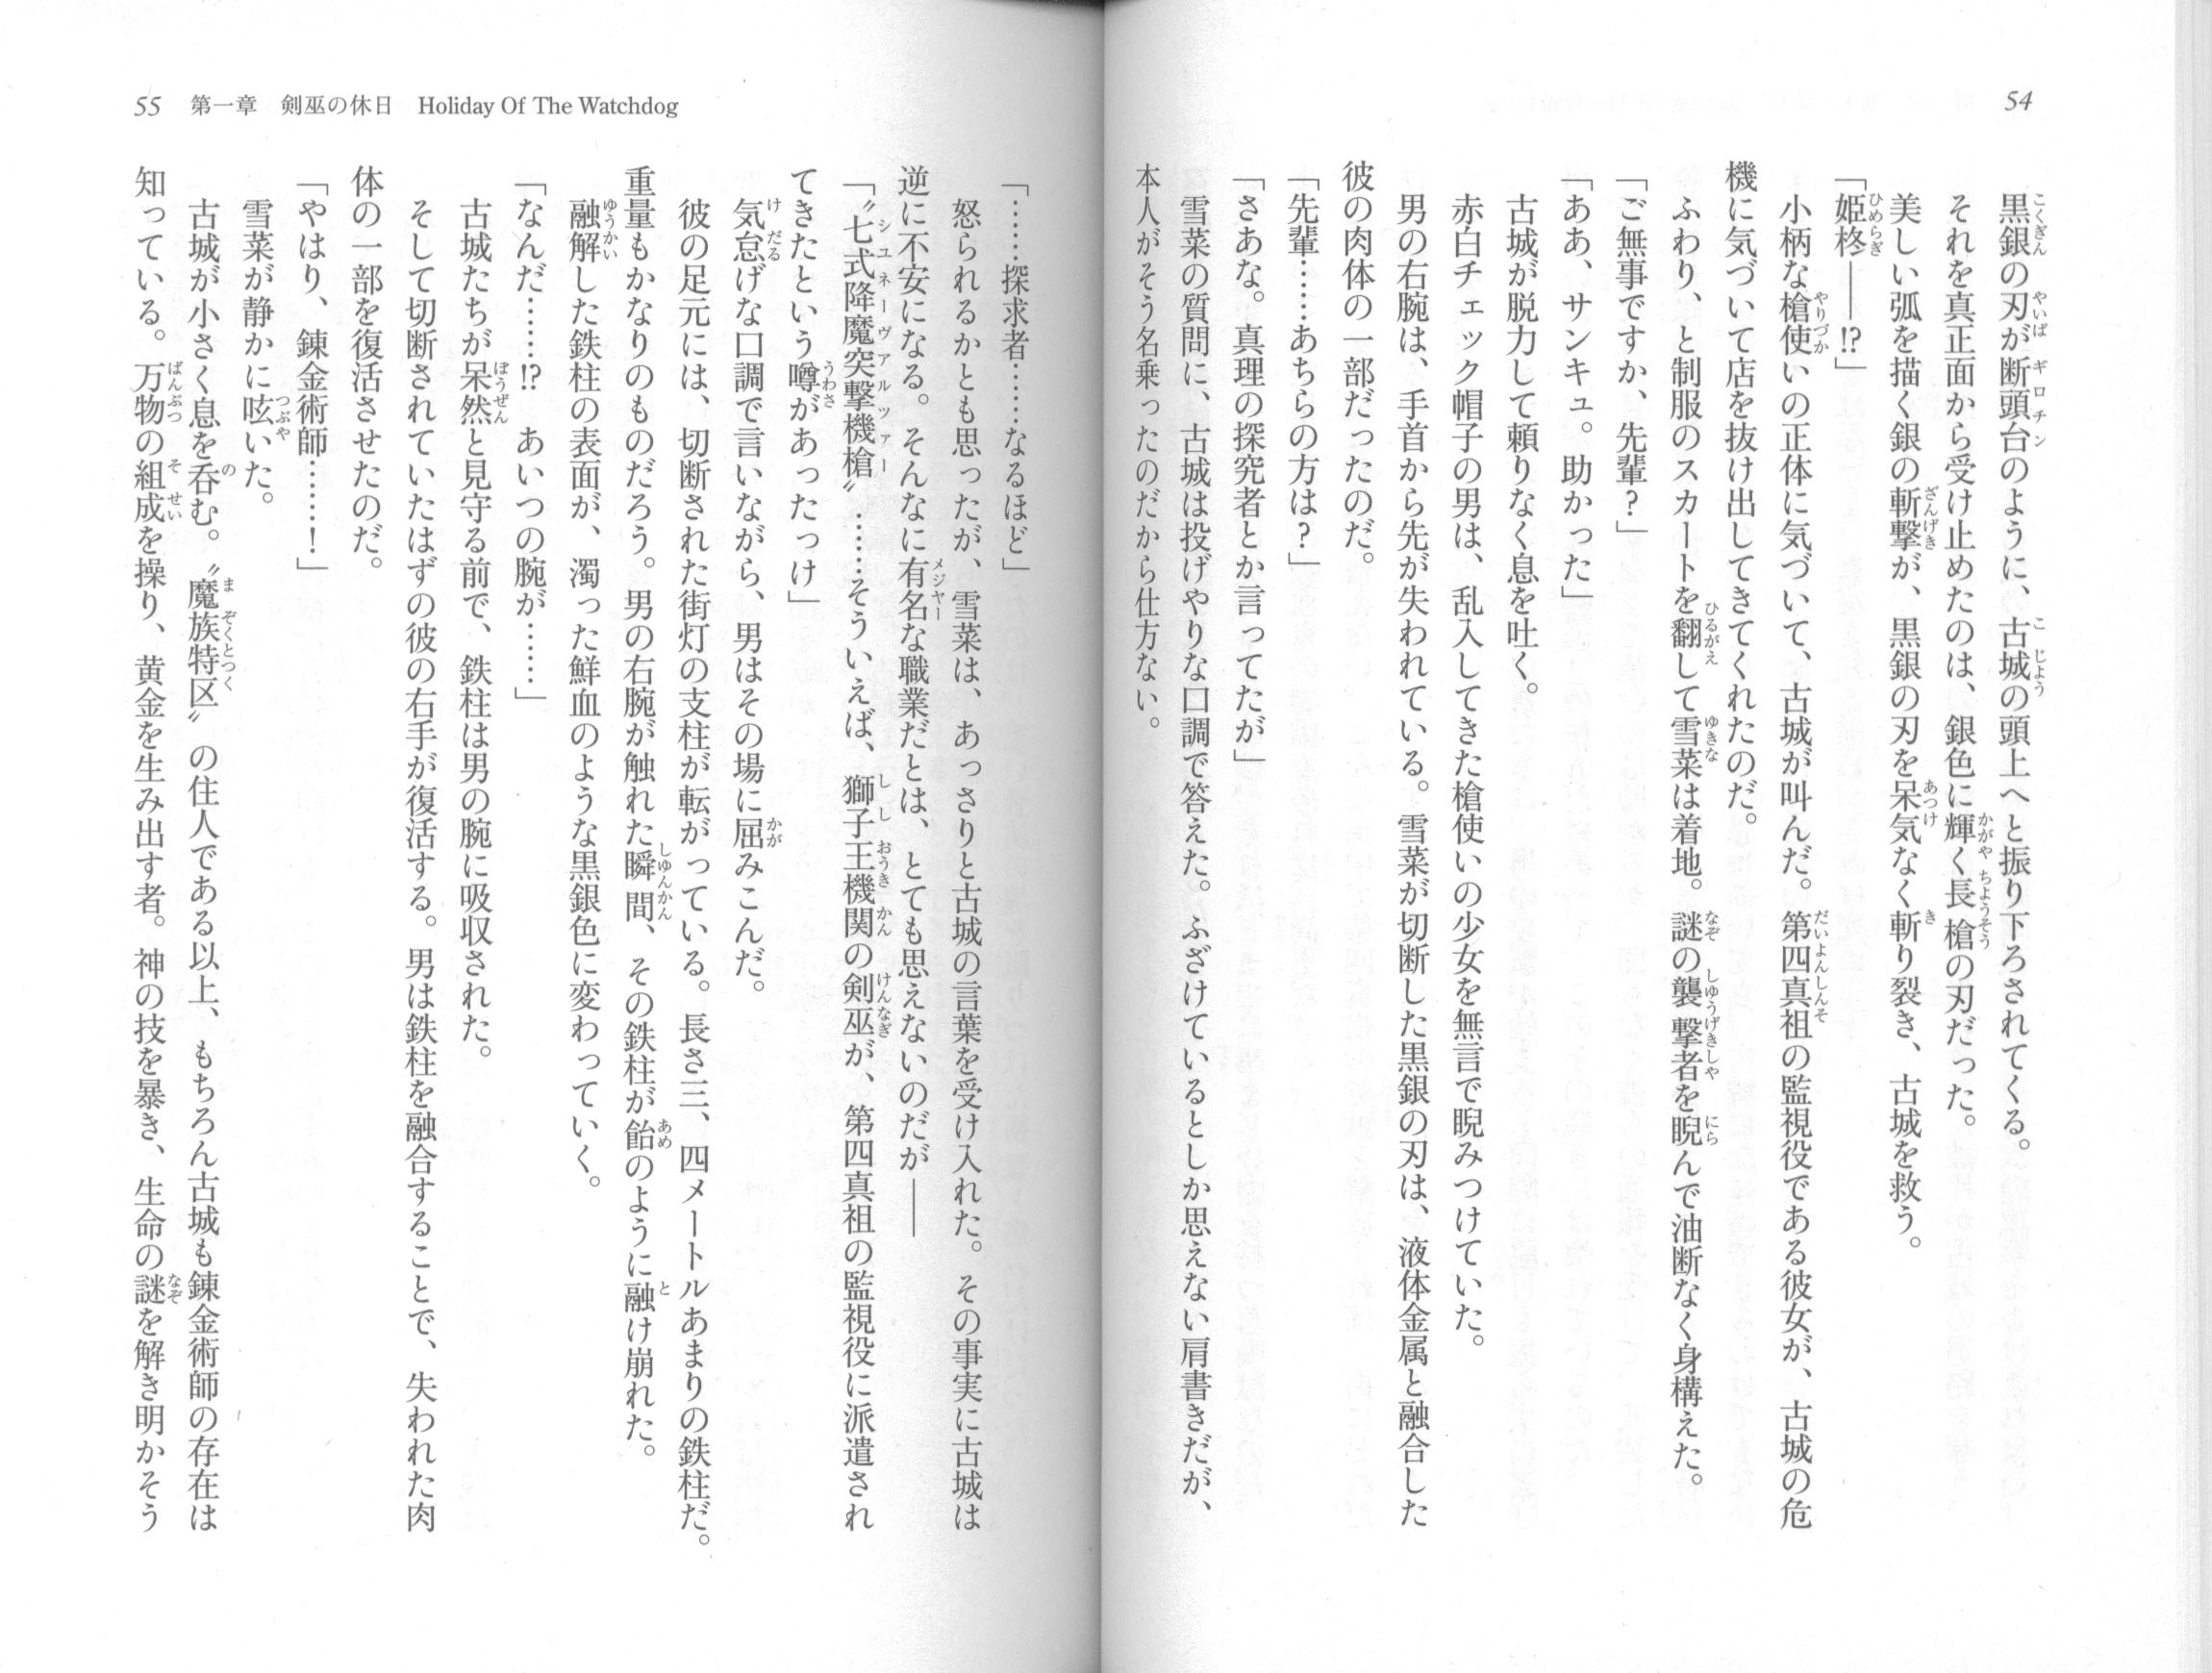 54
黒銀の刃が断頭台のように、古城の頭上へと振り下ろされてくる。
それを真正面から受け止めたのは、銀色に輝く長槍の刃だった。
美しい弧を描く銀の斬撃が、黒銀の刃を呆気なく斬り裂き、古城を救う。
「姫柊――!?」
小柄な槍使いの正体に気づいて、古城が叫んだ。第四真祖の監視役である彼女が、古城の危
機に気づいて店を抜け出してきてくれたのだ。
ふわり、と制服のスカートを翻して雪菜は着地。謎の襲撃者を睨んで油断なく身構えた。
「ご無事ですか、先輩?」
「ああ、サンキュ。助かった」
古城が脱力して頼りなく息を吐く。
赤白チェック帽子の男は、乱入してきた槍使いの少女を無言で睨みつけていた。
男の右腕は、手首から先が失われている。雪菜が切断した黒銀の刃は、液体金属と融合した
彼の肉体の一部だったのだ。
「先輩……あちらの方は?」
「さあな。真理の探究者とか言ってたが」
雪菜の質問に、古城は投げやりな口調で答えた。ふざけているとしか思えない肩書きだが、
本人がそう名乗ったのだから仕方ない。
55 第一章 剣巫の休日 Holiday Of The Watchdog
「……探求者……なるほど」
怒られるかとも思ったが、雪菜は、あっさりと古城の言葉を受け入れた。その事実に古城は
逆に不安になる。そんなに有名な職業だとは、とても思えないのだが――
「〝七式降魔突撃機槍〟……そういえば、獅子王機関の剣巫が、第四真祖の監視役に派遣され
てきたという噂があったっけ」
気怠げな口調で言いながら、男はその場に屈みこんだ。
彼の足元には、切断された街灯の支柱が転がっている。長さ三、四メートルあまりの鉄柱だ。
重量もかなりのものだろう。男の右腕が触れた瞬間、その鉄柱が飴のように融け崩れた。
融解した鉄柱の表面が、濁った鮮血のような黒銀色に変わっていく。
「なんだ……!? あいつの腕が……」
古城たちが呆然と見守る前で、鉄柱は男の腕に吸収された。
そして切断されていたはずの彼の右手が復活する。男は鉄柱を融合することで、失われた肉
体の一部を復活させたのだ。
「やはり、錬金術師……!」
雪菜が静かに呟いた。
古城が小さく息を呑む。〝魔族特区〟の住人である以上、もちろん古城も錬金術師の存在は
知っている。万物の組成を操り、黄金を生み出す者。神の技を暴き、生命の謎を解き明かそう